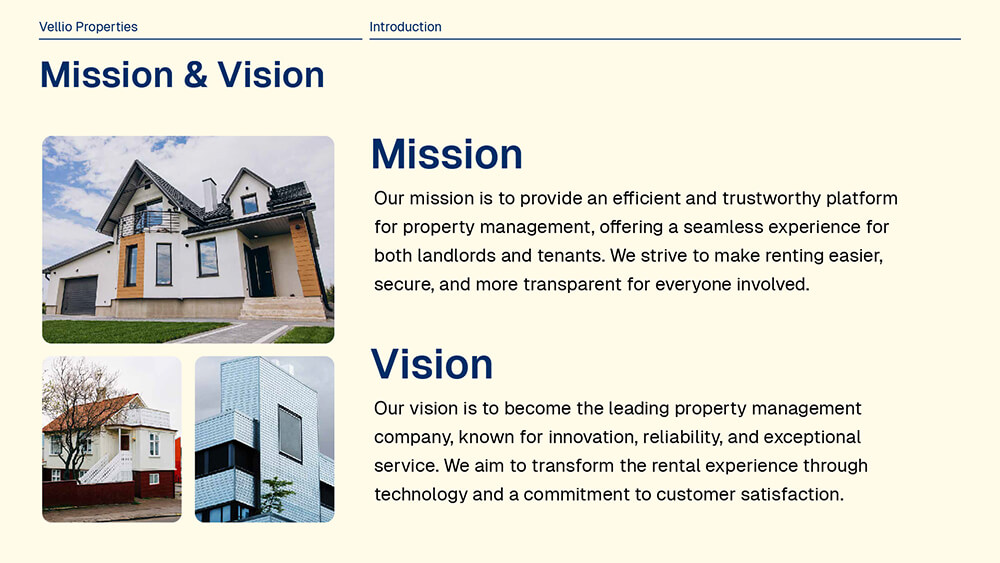 Vellio Properties
Introduction
Mission & Vision
Mission
Our mission is to provide an efficient and trustworthy platform
for property management, offering a seamless experience for
both landlords and tenants. We strive to make renting easier,
secure, and more transparent for everyone involved.
Vision
Our vision is to become the leading property management
company, known for innovation, reliability, and exceptional
service. We aim to transform the rental experience through
technology and a commitment to customer satisfaction.